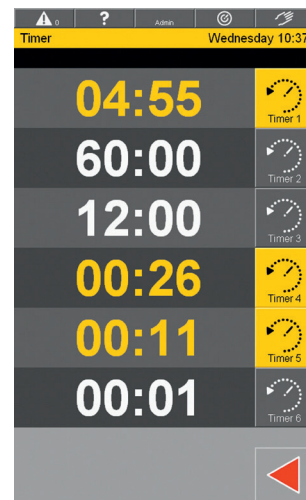 0 ? Admin
Timer Wednesday 10:37
04:55 Timer 1
60:00 Timer 2
12:00 Timer 3
00:26 Timer 4
00:11 Timer 5
00:01 Timer 6